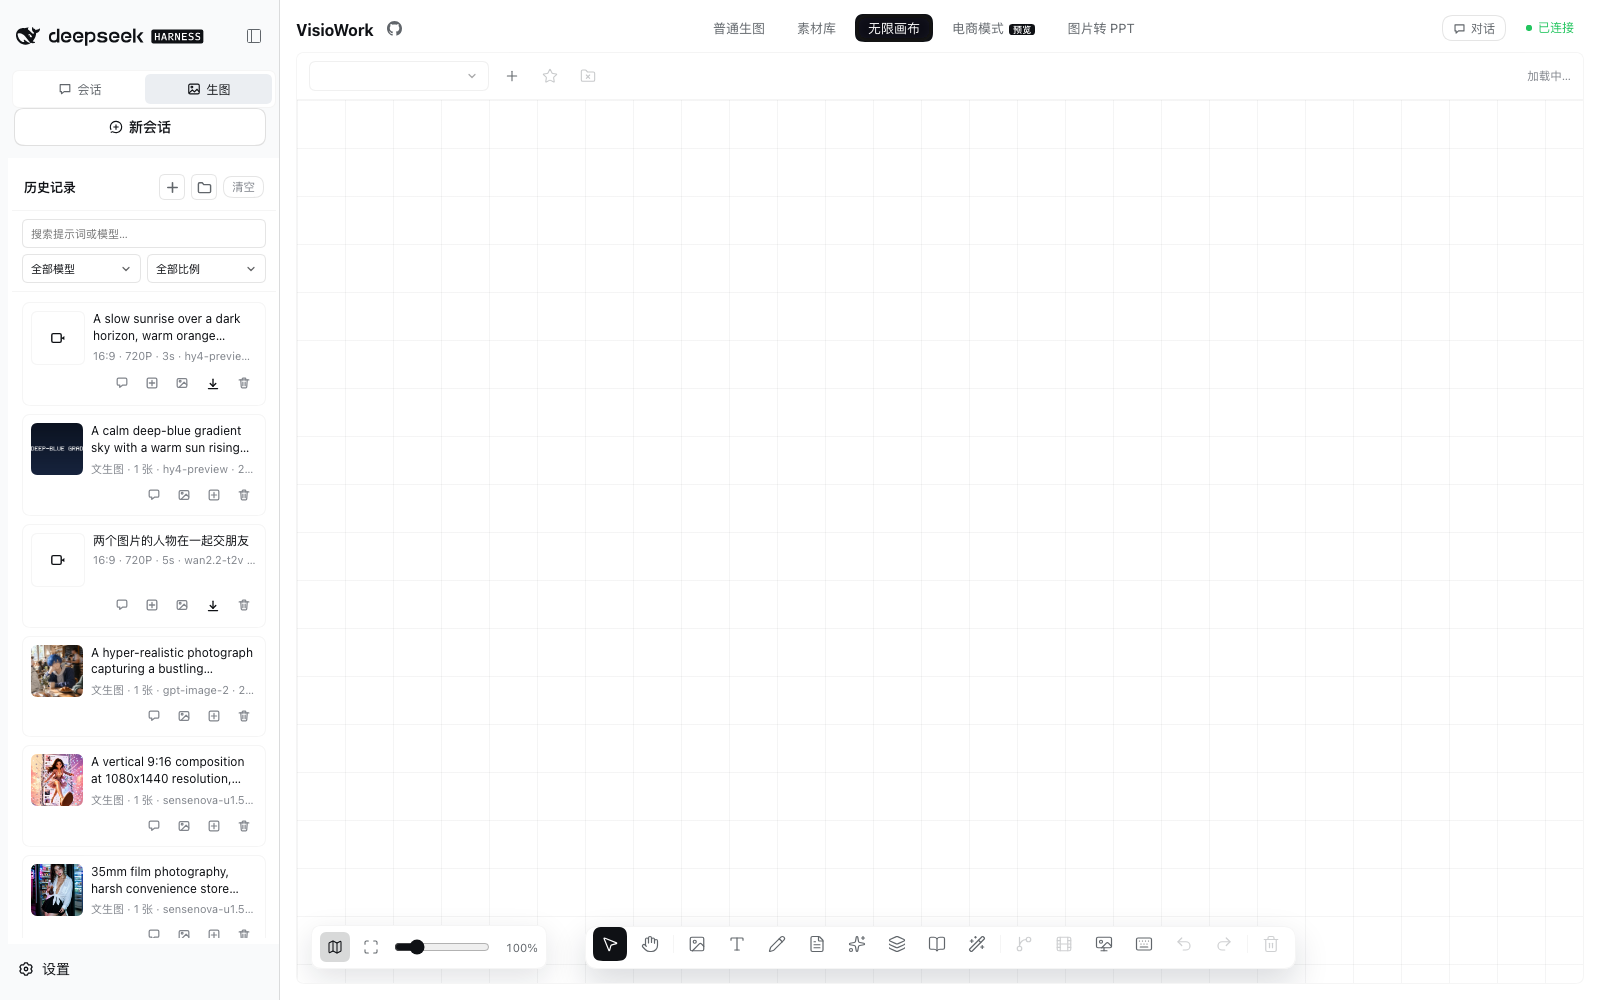 deepseek HARNESS
会话
生图
新会话
历史记录
清空
搜索提示词或模型...
全部模型
全部比例
A slow sunrise over a dark
horizon, warm orange...
16:9 · 720P · 3s · hy4-previe...
A calm deep-blue gradient
sky with a warm sun rising...
文生图 · 1 张 · hy4-preview · 2...
两个图片的人物在一起交朋友
16:9 · 720P · 5s · wan2.2-t2v ...
A hyper-realistic photograph
capturing a bustling...
文生图 · 1 张 · gpt-image-2 · 2...
A vertical 9:16 composition
at 1080x1440 resolution,...
文生图 · 1 张 · sensenova-u1.5...
35mm film photography,
harsh convenience store...
文生图 · 1 张 · sensenova-u1.5...
设置
VisioWork
普通生图
素材库
无限画布
电商模式 预览
图片转 PPT
对话
已连接
加载中...
100%